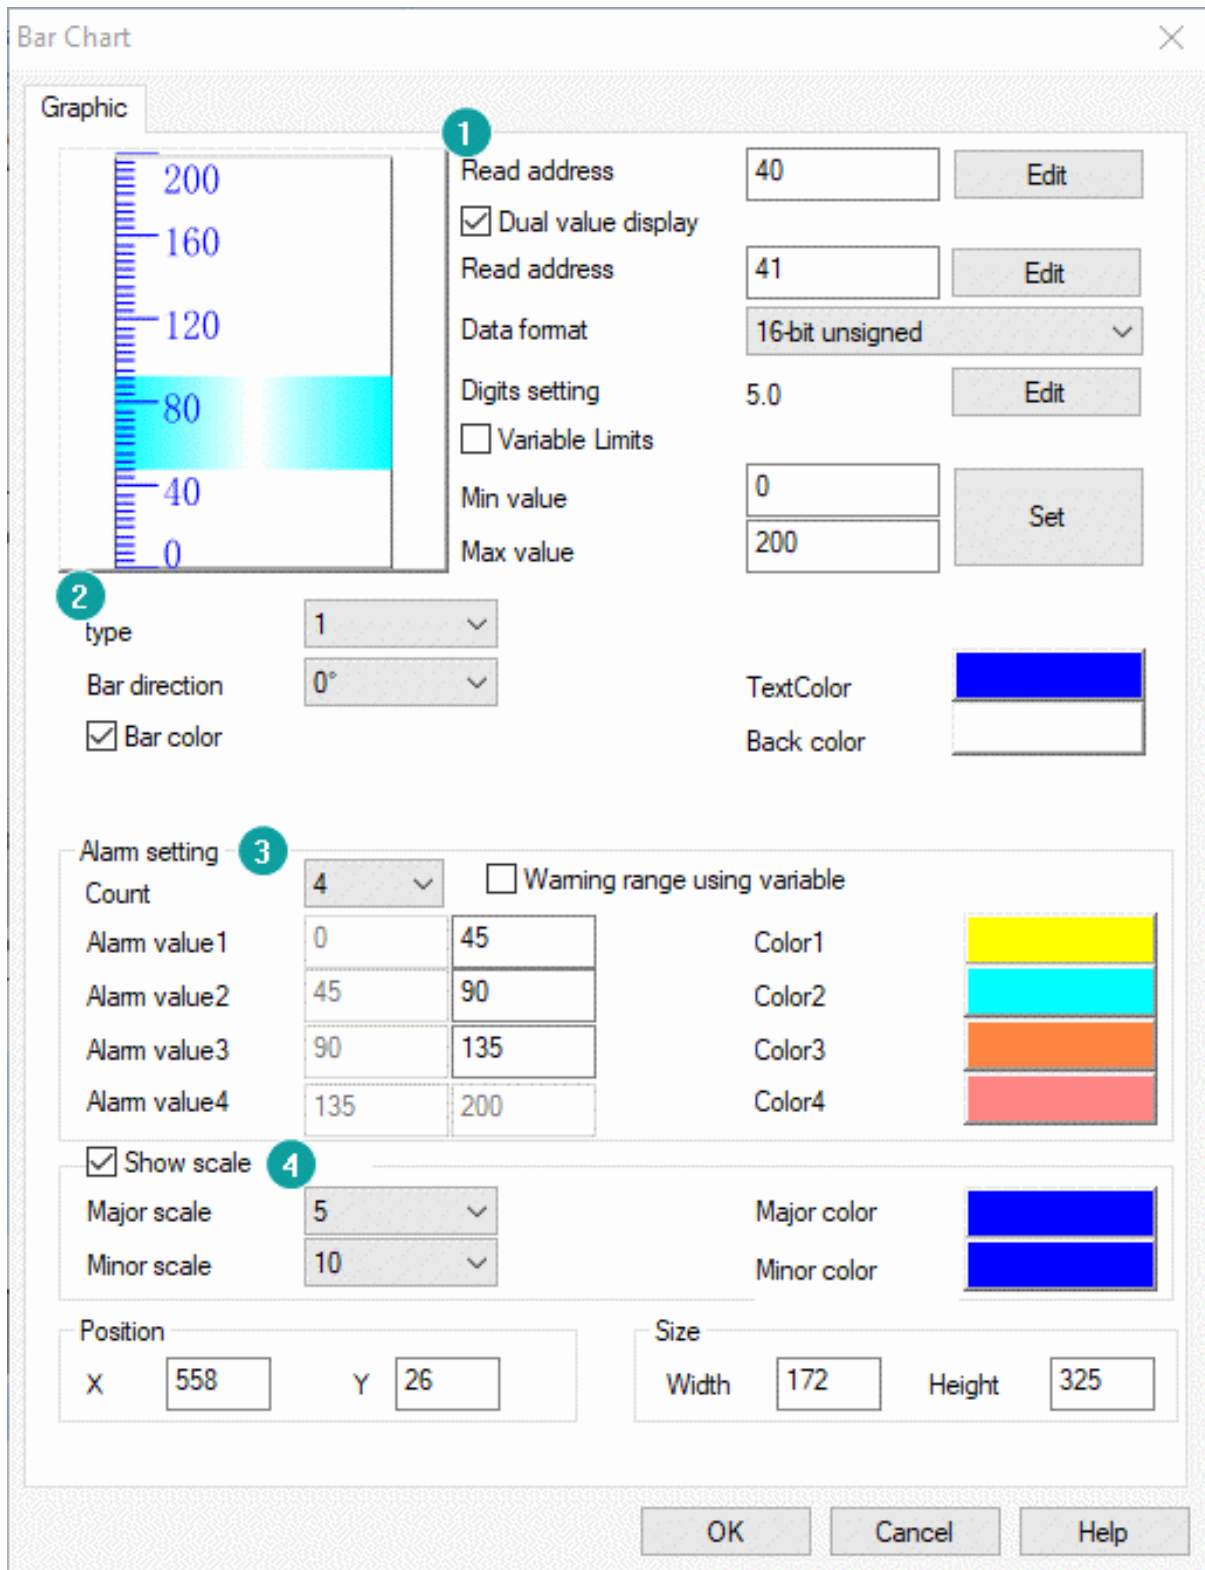 Bar Chart
Graphic
1
200
160
120
80
40
0
Read address 40 Edit
Dual value display
Read address 41 Edit
Data format 16-bit unsigned
Digits setting 5.0 Edit
Variable Limits
Min value 0
Set
Max value 200
2
type 1
Bar direction 0°
TextColor
Bar color
Back color
Alarm setting 3
Count 4 Warning range using variable
Alarm value1 0 45 Color1
Alarm value2 45 90 Color2
Alarm value3 90 135 Color3
Alarm value4 135 200 Color4
Show scale 4
Major scale 5 Major color
Minor scale 10 Minor color
Position Size
X 558 Y 26 Width 172 Height 325
OK Cancel Help